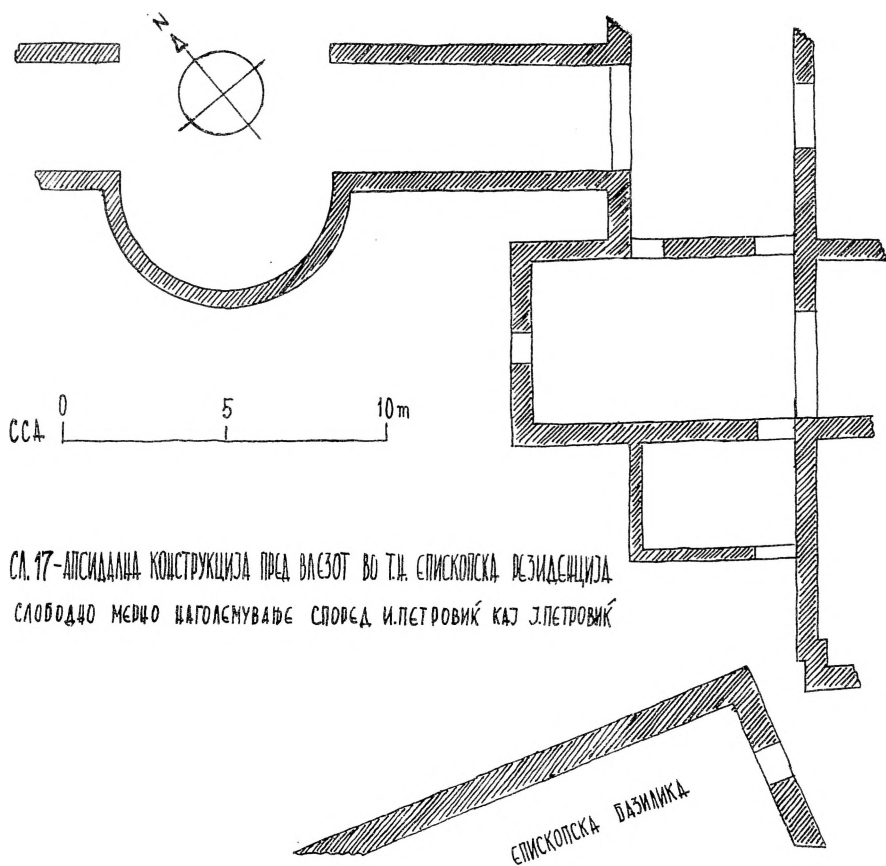 N
ССА 0 5 10 m
СЛ. 17-АПСИДАЛНА КОНСТРУКЦИЈА ПРЕД ВЛЕЗОТ ВО Т.Н. ЕПИСКОПСКА РЕЗИДЕНЦИЈА
СЛОБОДНО МЕРНО НАГОЛЕМУВАЊЕ СПОРЕД И.ПЕТРОВИЌ КАЈ Ј.ПЕТРОВИЌ
ЕПИСКОПСКА БАЗИЛИКА